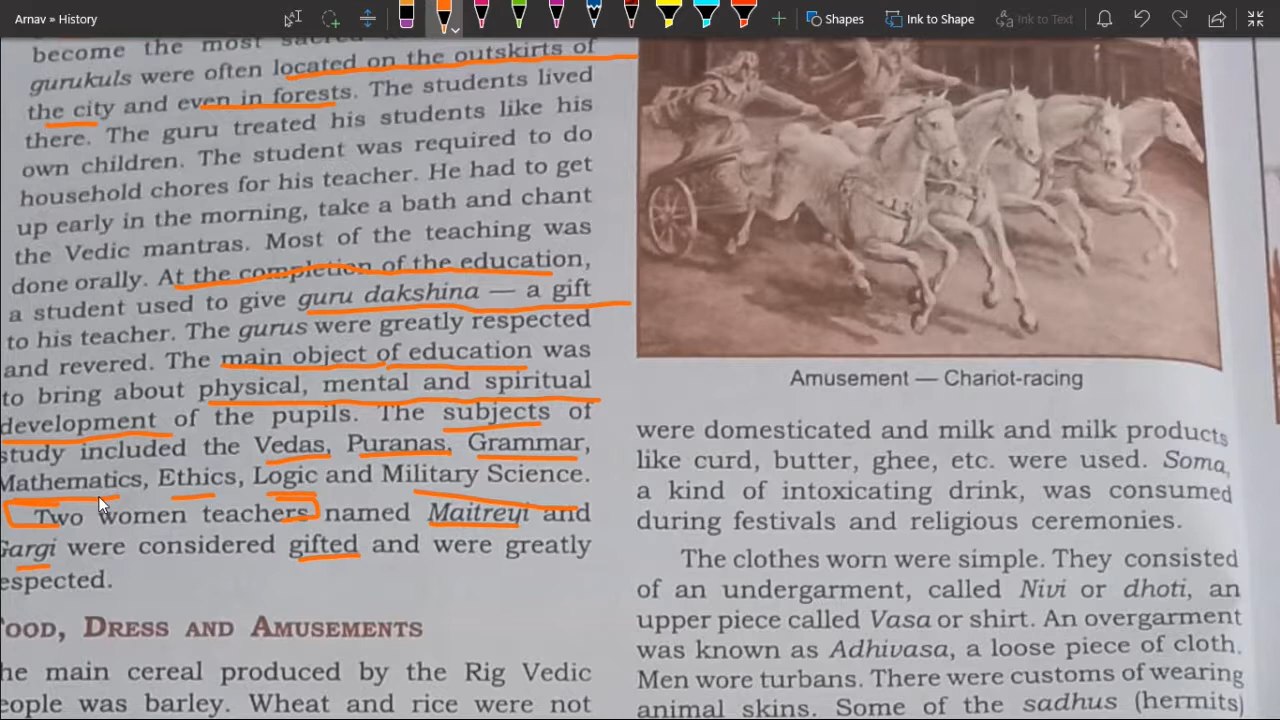 Arnav » History
Shapes
Ink to Shape
Ink to Text
become the most
gurukuls were often located on the outskirts of
the city and even in forests. The students lived
there. The guru treated his students like his
own children. The student was required to do
household chores for his teacher. He had to get
up early in the morning, take a bath and chant
the Vedic mantras. Most of the teaching was
done orally. At the completion of the education,
a student used to give guru dakshina — a gift
to his teacher. The gurus were greatly respected
and revered. The main object of education was
to bring about physical, mental and spiritual
development of the pupils. The subjects of
study included the Vedas, Puranas, Grammar,
Mathematics, Ethics, Logic and Military Science.
Two women teachers named Maitreyi and
Gargi were considered gifted and were greatly
espected.
OOD, DRESS AND AMUSEMENTS
he main cereal produced by the Rig Vedic
eople was barley. Wheat and rice were not
Amusement — Chariot-racing
were domesticated and milk and milk products
like curd, butter, ghee, etc. were used. Soma,
a kind of intoxicating drink, was consumed
during festivals and religious ceremonies.
The clothes worn were simple. They consisted
of an undergarment, called Nivi or dhoti, an
upper piece called Vasa or shirt. An overgarment
was known as Adhivasa, a loose piece of cloth.
Men wore turbans. There were customs of wearing
animal skins. Some of the sadhus (hermits)